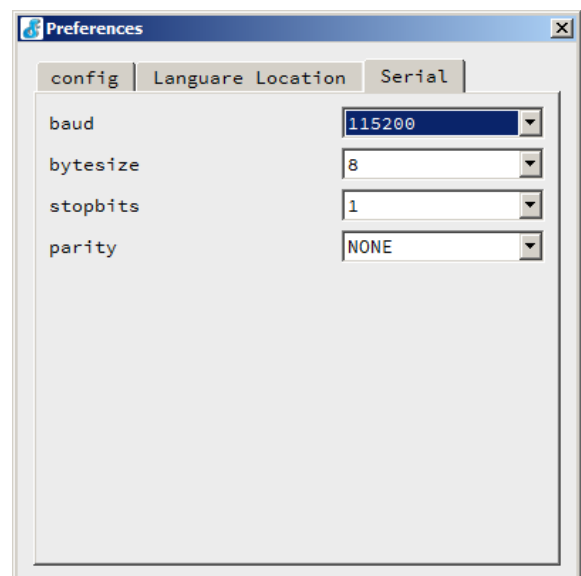 Preferences
config Languare Location Serial
baud 115200
bytesize 8
stopbits 1
parity NONE